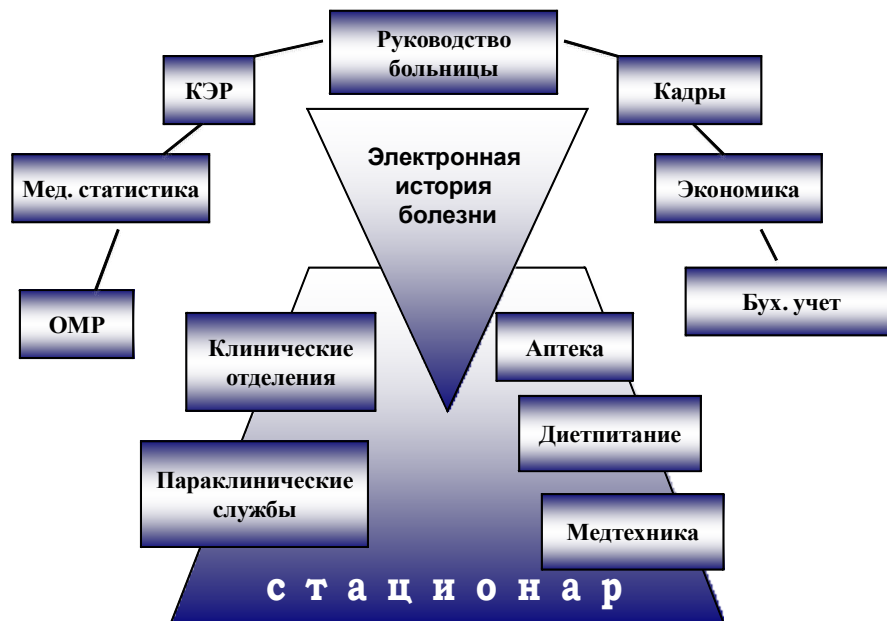 Руководство
больницы
КЭР
Кадры
Электронная
история
болезни
Мед. статистика
Экономика
ОМР
Бух. учет
Клинические
отделения
Аптека
Диетпитание
Параклинические
службы
Медтехника
стационар